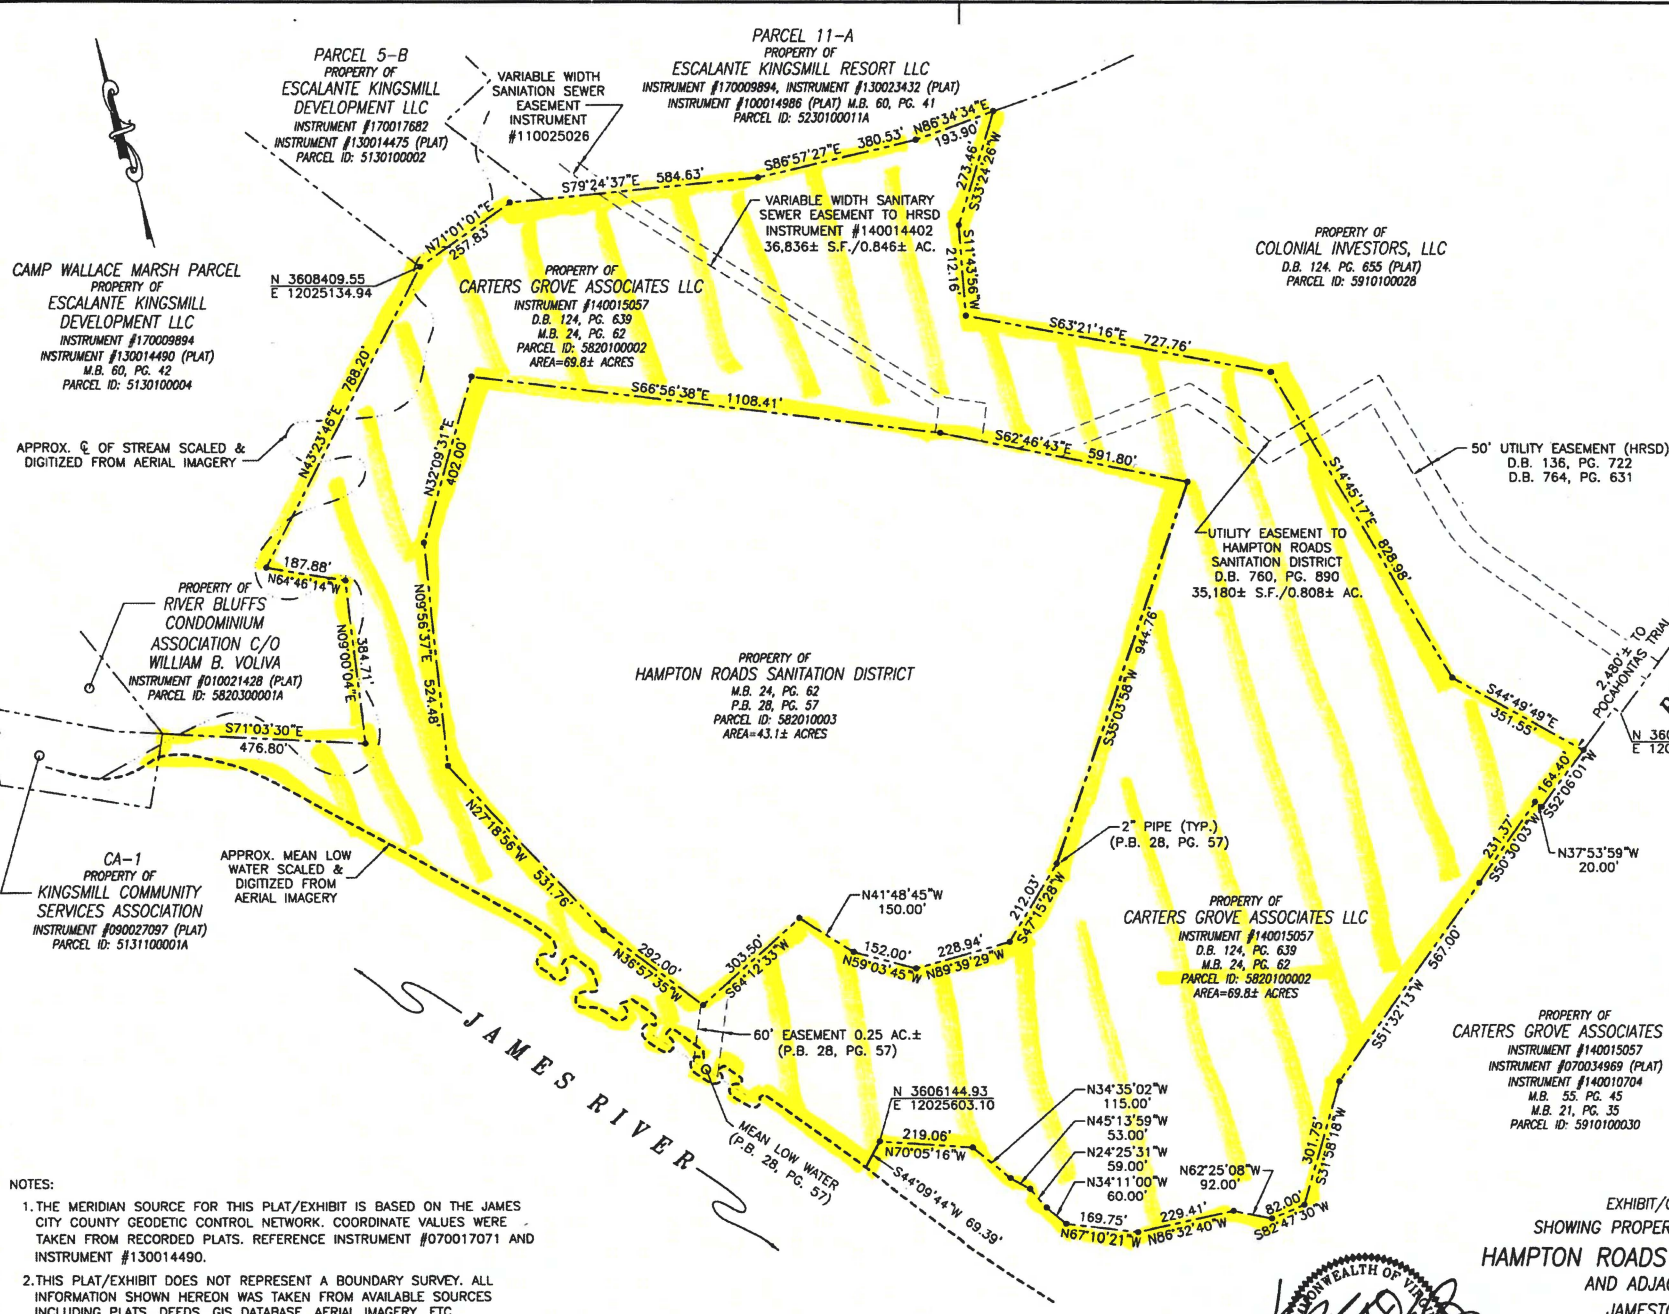 PARCEL 5-B
PROPERTY OF
ESCALANTE KINGSMILL
DEVELOPMENT LLC
INSTRUMENT #170017682
INSTRUMENT #130014475 (PLAT)
PARCEL ID: 5130100002
VARIABLE WIDTH
SANIATION SEWER
EASEMENT
INSTRUMENT
#110025026
PARCEL 11-A
PROPERTY OF
ESCALANTE KINGSMILL RESORT LLC
INSTRUMENT #170009894, INSTRUMENT #130023432 (PLAT)
INSTRUMENT #100014986 (PLAT) M.B. 60, PG. 41
PARCEL ID: 5230100011A
N71°01'01"E
257.83'
S79°24'37"E 584.63'
S86°57'27"E 380.53'
N86°34'34"E
193.90'
273.46'
S33°24'26"W
S11°43'56"W
212.16'
VARIABLE WIDTH SANITARY
SEWER EASEMENT TO HRSD
INSTRUMENT #140014402
36,836± S.F./0.846± AC.
PROPERTY OF
COLONIAL INVESTORS, LLC
D.B. 124. PG. 655 (PLAT)
PARCEL ID: 5910100028
CAMP WALLACE MARSH PARCEL
PROPERTY OF
ESCALANTE KINGSMILL
DEVELOPMENT LLC
INSTRUMENT #170009894
INSTRUMENT #130014490 (PLAT)
M.B. 60, PG. 42
PARCEL ID: 5130100004
N 3608409.55
E 12025134.94
PROPERTY OF
CARTERS GROVE ASSOCIATES LLC
INSTRUMENT #140015057
D.B. 124, PG. 639
M.B. 24, PG. 62
PARCEL ID: 5820100002
AREA=69.8± ACRES
S63°21'16"E 727.76'
S66°56'38"E 1108.41'
S62°46'43"E 591.80'
N43°23'46"E 788.20'
N32°09'31"E
402.00'
APPROX. ℄ OF STREAM SCALED &
DIGITIZED FROM AERIAL IMAGERY
50' UTILITY EASEMENT (HRSD)
D.B. 136, PG. 722
D.B. 764, PG. 631
S14°45'17"E 828.98'
UTILITY EASEMENT TO
HAMPTON ROADS
SANITATION DISTRICT
D.B. 760, PG. 890
35,180± S.F./0.808± AC.
187.88'
N64°46'14"W
N09°00'04"E
384.71'
N09°56'37"E 524.48'
PROPERTY OF
RIVER BLUFFS
CONDOMINIUM
ASSOCIATION C/O
WILLIAM B. VOLIVA
INSTRUMENT #010021428 (PLAT)
PARCEL ID: 5820300001A
S71°03'30"E
476.80'
PROPERTY OF
HAMPTON ROADS SANITATION DISTRICT
M.B. 24, PG. 62
P.B. 28, PG. 57
PARCEL ID: 582010003
AREA=43.1± ACRES
S35°03'58"W 944.76'
S44°49'49"E
351.55'
2,480'± TO
POCAHONTAS TRIAL
N 360
E 120
164.40'
S52°06'01"W
231.37'
S50°30'03"W
N37°53'59"W
20.00'
CA-1
PROPERTY OF
KINGSMILL COMMUNITY
SERVICES ASSOCIATION
INSTRUMENT #090027097 (PLAT)
PARCEL ID: 5131100001A
APPROX. MEAN LOW
WATER SCALED &
DIGITIZED FROM
AERIAL IMAGERY
N27°18'56"W 531.76'
292.00'
N36°57'35"W
303.50'
S64°12'33"W
N41°48'45"W
150.00'
152.00'
N59°03'45"W
228.94'
N89°39'29"W
212.03'
S47°15'28"W
2" PIPE (TYP.)
(P.B. 28, PG. 57)
PROPERTY OF
CARTERS GROVE ASSOCIATES LLC
INSTRUMENT #140015057
D.B. 124, PG. 639
M.B. 24, PG. 62
PARCEL ID: 5820100002
AREA=69.8± ACRES
S51°32'13"W 567.00'
PROPERTY OF
CARTERS GROVE ASSOCIATES
INSTRUMENT #140015057
INSTRUMENT #070034969 (PLAT)
INSTRUMENT #140010704
M.B. 55. PG. 45
M.B. 21, PG. 35
PARCEL ID: 5910100030
JAMES RIVER
60' EASEMENT 0.25 AC.±
(P.B. 28, PG. 57)
MEAN LOW WATER
(P.B. 28, PG. 57)
N 3606144.93
E 12025603.10
219.06'
N70°05'16"W
S44°09'44"W 69.39'
N34°35'02"W
115.00'
N45°13'59"W
53.00'
N24°25'31"W
59.00'
N34°11'00"W
60.00'
169.75'
N67°10'21"W
229.41'
N86°32'40"W
N62°25'08"W
92.00'
82.00'
S82°47'30"W
301.75'
S31°58'18"W
NOTES:
1. THE MERIDIAN SOURCE FOR THIS PLAT/EXHIBIT IS BASED ON THE JAMES
CITY COUNTY GEODETIC CONTROL NETWORK. COORDINATE VALUES WERE
TAKEN FROM RECORDED PLATS. REFERENCE INSTRUMENT #070017071 AND
INSTRUMENT #130014490.
2. THIS PLAT/EXHIBIT DOES NOT REPRESENT A BOUNDARY SURVEY. ALL
INFORMATION SHOWN HEREON WAS TAKEN FROM AVAILABLE SOURCES
INCLUDING PLATS, DEEDS, GIS DATABASE, AERIAL IMAGERY, ETC.
EXHIBIT/
SHOWING PROPER
HAMPTON ROADS
AND ADJA
JAMEST
ONWEALTH OF VIRG